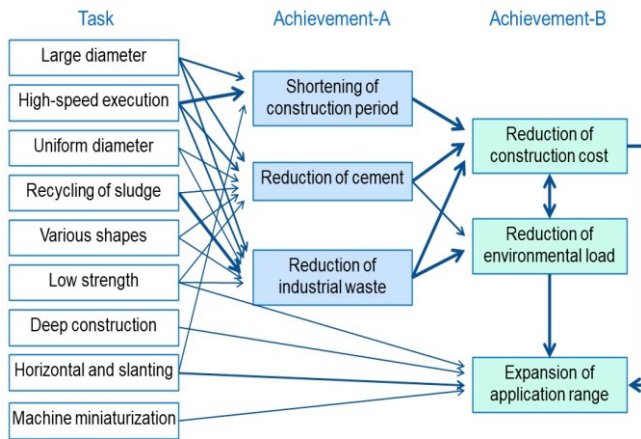 Task
Achievement-A
Achievement-B
Large diameter
High-speed execution
Uniform diameter
Recycling of sludge
Various shapes
Low strength
Deep construction
Horizontal and slanting
Machine miniaturization
Shortening of
construction period
Reduction of cement
Reduction of
industrial waste
Reduction of
construction cost
Reduction of
environmental load
Expansion of
application range